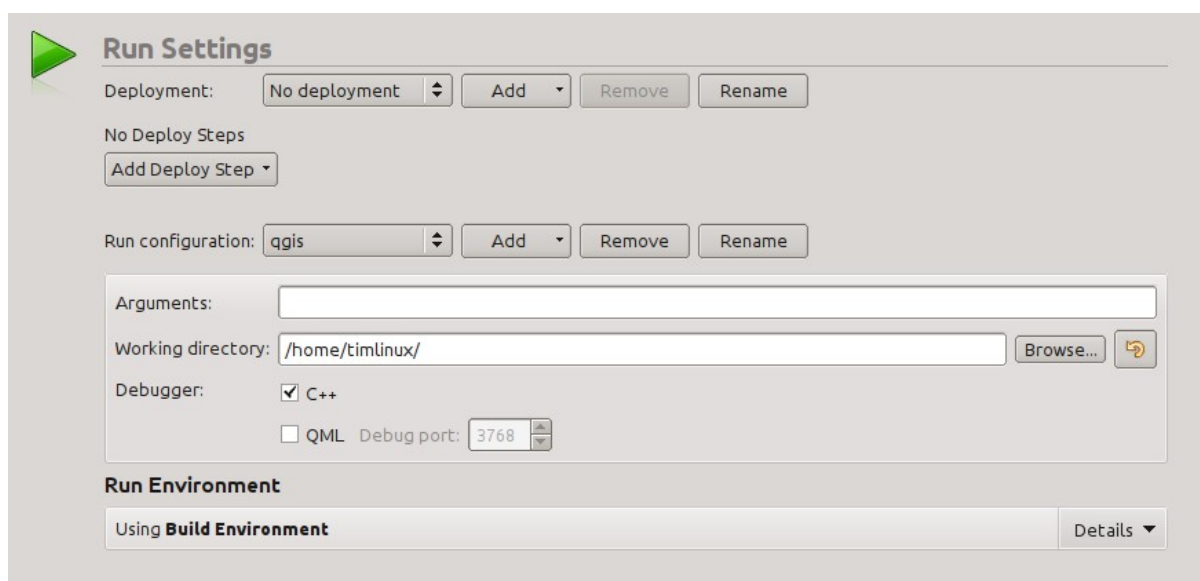 Run Settings
Deployment: No deployment Add Remove Rename
No Deploy Steps
Add Deploy Step
Run configuration: qgis Add Remove Rename
Arguments:
Working directory: /home/timlinux/ Browse...
Debugger: C++
QML Debug port: 3768
Run Environment
Using Build Environment Details